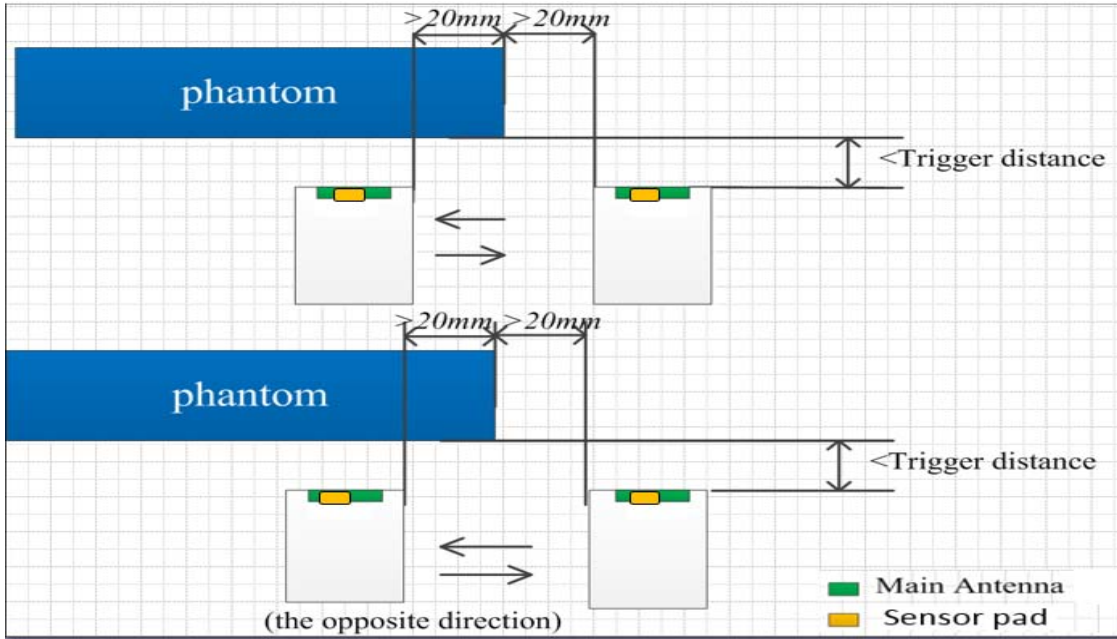 >20mm >20mm
phantom
<Trigger distance
>20mm >20mm
phantom
<Trigger distance
(the opposite direction)
Main Antenna
Sensor pad